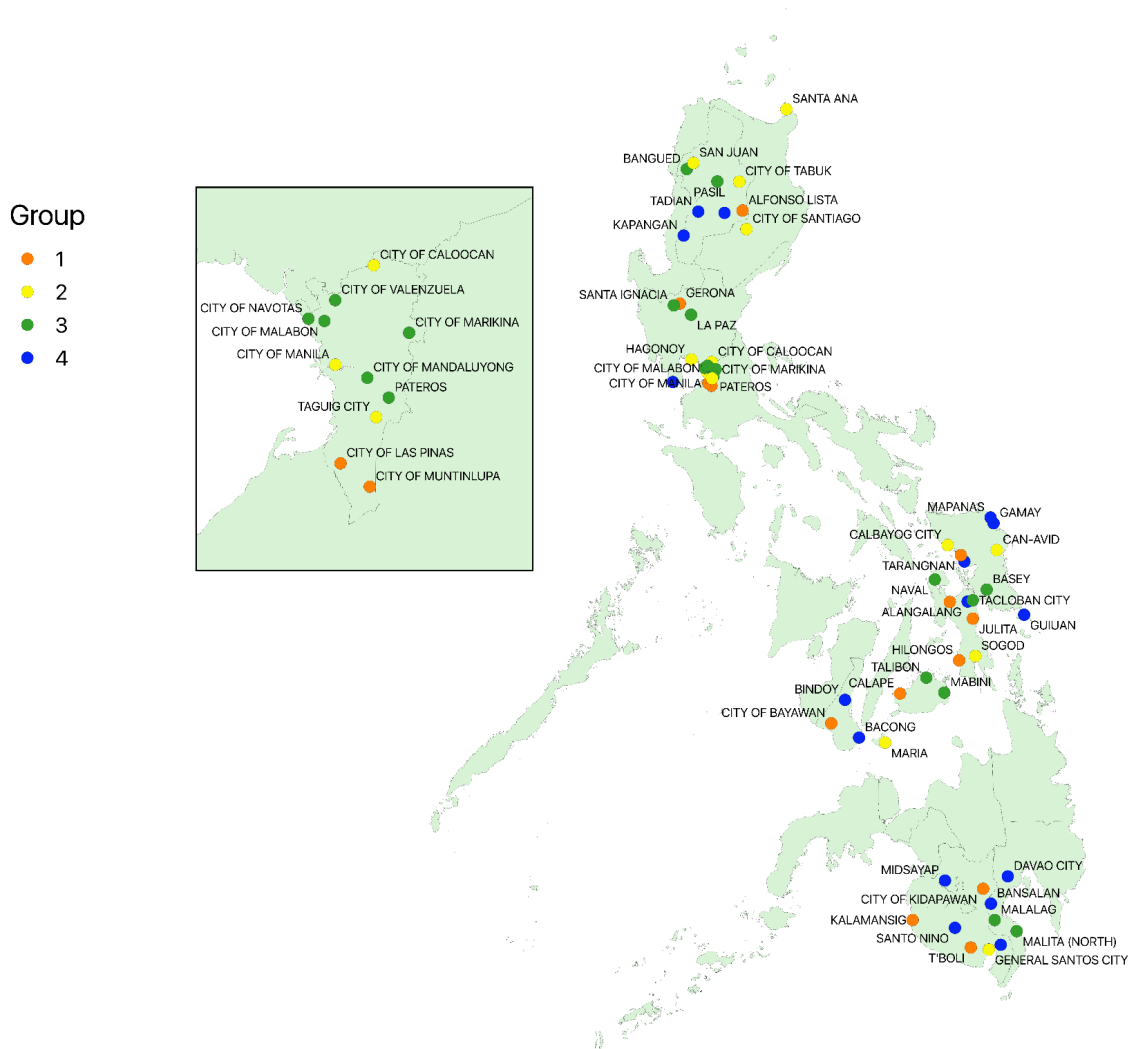 Group
1
2
3
4
CITY OF CALOOCAN
CITY OF VALENZUELA
CITY OF NAVOTAS
CITY OF MALABON
CITY OF MARIKINA
CITY OF MANILA
CITY OF MANDALUYONG
PATEROS
TAGUIG CITY
CITY OF LAS PINAS
CITY OF MUNTINLUPA
SANTA ANA
SAN JUAN
BANGUED
CITY OF TABUK
PASIL
TADIAN
ALFONSO LISTA
CITY OF SANTIAGO
KAPANGAN
SANTA IGNACIA
GERONA
LA PAZ
HAGONOY
CITY OF CALOOCAN
CITY OF MALABON
CITY OF MARIKINA
CITY OF MANILA
PATEROS
MAPANAS
GAMAY
CALBAYOG CITY
CAN-AVID
TARANGNAN
BASEY
NAVAL
TACLOBAN CITY
ALANGALANG
GUIUAN
JULITA
SOGOD
HILONGOS
TALIBON
CALAPE
MABINI
BINDOY
CITY OF BAYAWAN
BACONG
MARIA
MIDSAYAP
DAVAO CITY
CITY OF KIDAPAWAN
BANSALAN
MALALAG
KALAMANSIG
SANTO NINO
MALITA (NORTH)
T'BOLI
GENERAL SANTOS CITY